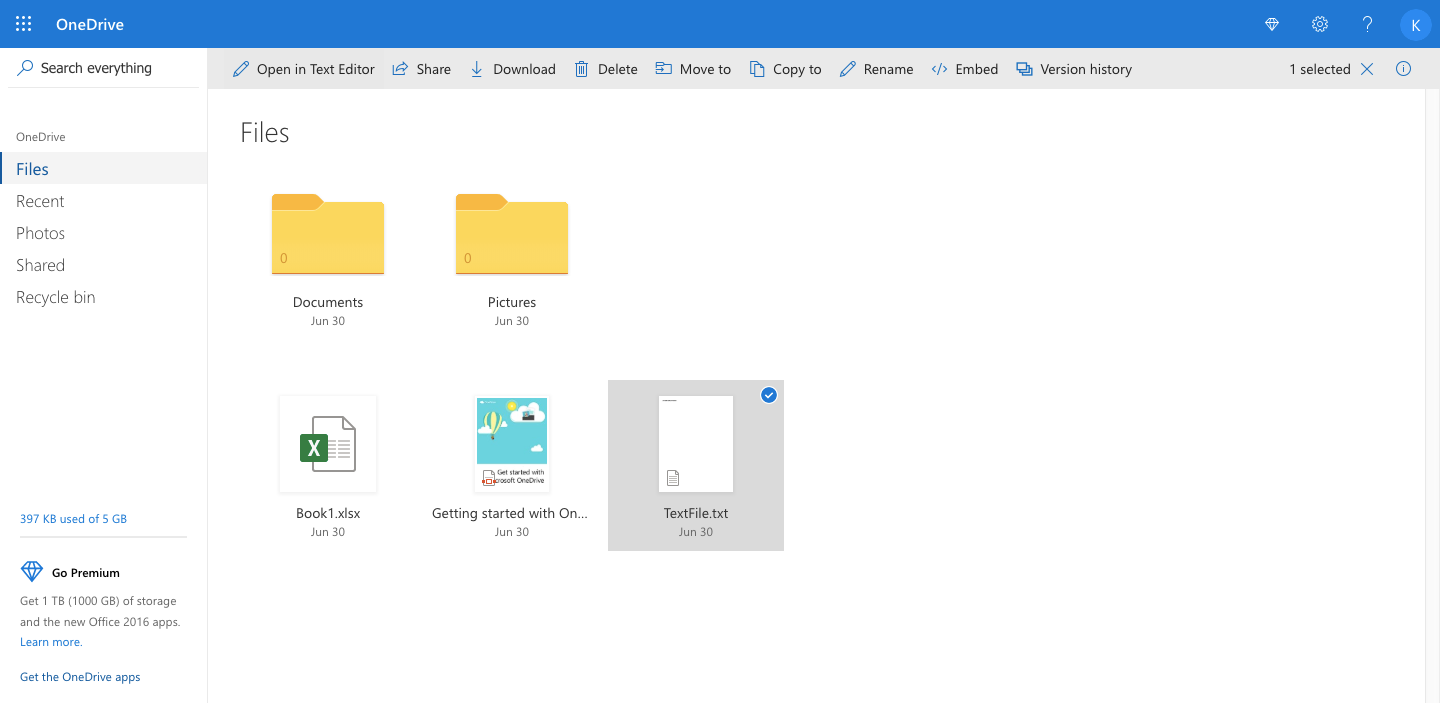 OneDrive
K
Search everything
Open in Text Editor
Share
Download
Delete
Move to
Copy to
Rename
Embed
Version history
1 selected
OneDrive
Files
Recent
Photos
Shared
Recycle bin
Files
0
Documents
Jun 30
0
Pictures
Jun 30
Book1.xlsx
Jun 30
Get started with
crosoft OneDrive
Getting started with On...
Jun 30
TextFile.txt
Jun 30
397 KB used of 5 GB
Go Premium
Get 1 TB (1000 GB) of storage
and the new Office 2016 apps.
Learn more.
Get the OneDrive apps